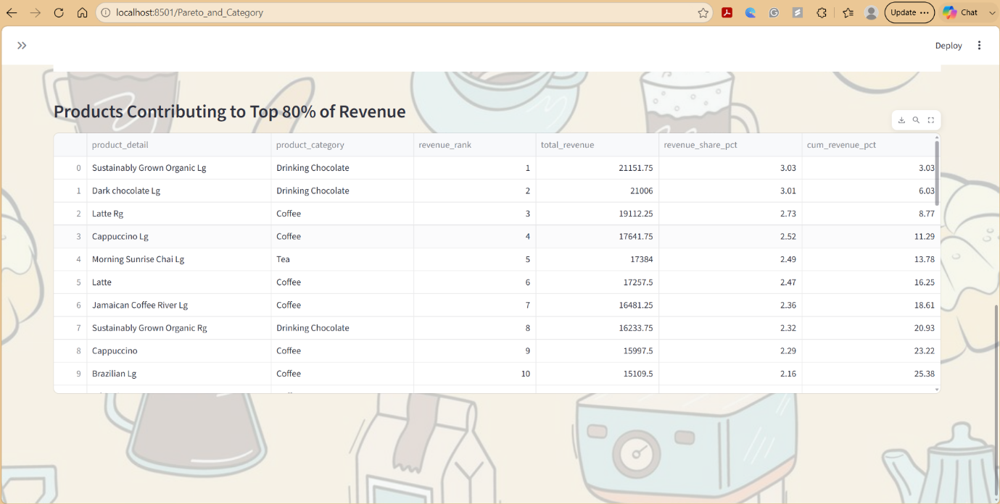 localhost:8501/Pareto_and_Category
Update
Chat
Deploy
Products Contributing to Top 80% of Revenue
product_detail product_category revenue_rank total_revenue revenue_share_pct cum_revenue_pct
0 Sustainably Grown Organic Lg Drinking Chocolate 1 21151.75 3.03 3.03
1 Dark chocolate Lg Drinking Chocolate 2 21006 3.01 6.03
2 Latte Rg Coffee 3 19112.25 2.73 8.77
3 Cappuccino Lg Coffee 4 17641.75 2.52 11.29
4 Morning Sunrise Chai Lg Tea 5 17384 2.49 13.78
5 Latte Coffee 6 17257.5 2.47 16.25
6 Jamaican Coffee River Lg Coffee 7 16481.25 2.36 18.61
7 Sustainably Grown Organic Rg Drinking Chocolate 8 16233.75 2.32 20.93
8 Cappuccino Coffee 9 15997.5 2.29 23.22
9 Brazilian Lg Coffee 10 15109.5 2.16 25.38